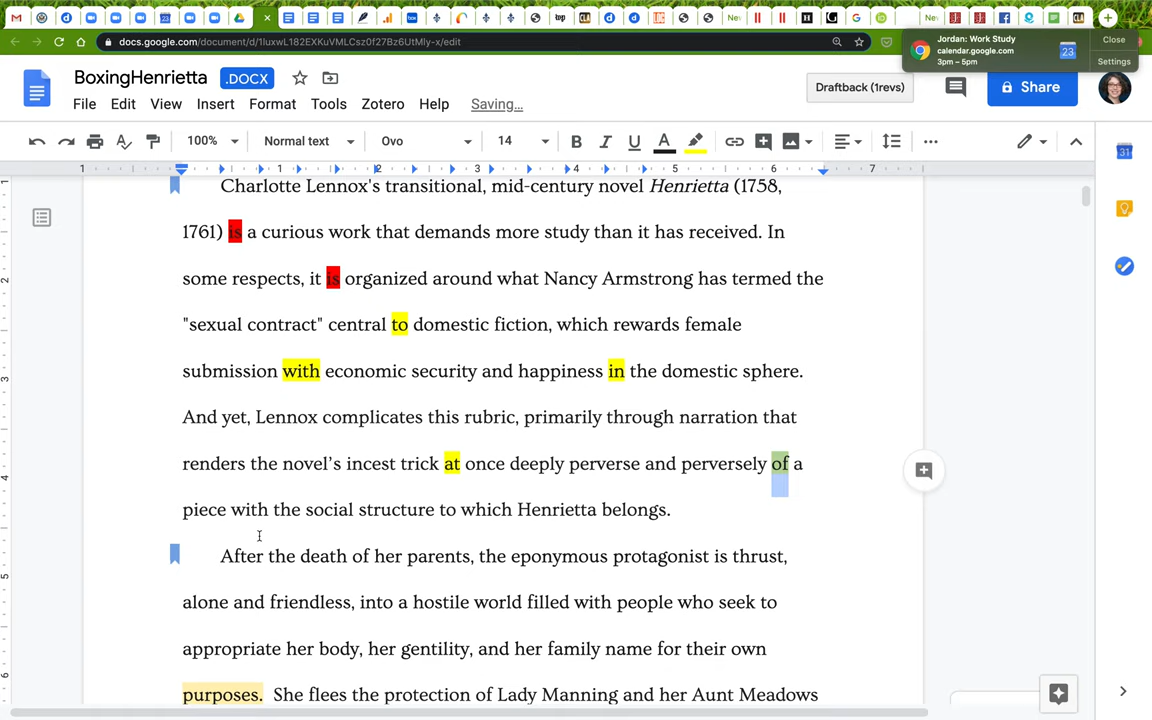 docs.google.com/document/d/1luxwL182EXKuVMLCsz0f27Bz6UtMly-x/edit
Jordan: Work Study
calendar.google.com
3pm – 5pm
Close
Settings
BoxingHenrietta .DOCX
File Edit View Insert Format Tools Zotero Help Saving...
Draftback (1revs)
Share
100% Normal text Ovo 14
1 1 2 3 4 5 6 7
Charlotte Lennox's transitional, mid-century novel Henrietta (1758,
1761) is a curious work that demands more study than it has received. In
some respects, it is organized around what Nancy Armstrong has termed the
"sexual contract" central to domestic fiction, which rewards female
submission with economic security and happiness in the domestic sphere.
And yet, Lennox complicates this rubric, primarily through narration that
renders the novel's incest trick at once deeply perverse and perversely of a
piece with the social structure to which Henrietta belongs.
After the death of her parents, the eponymous protagonist is thrust,
alone and friendless, into a hostile world filled with people who seek to
appropriate her body, her gentility, and her family name for their own
purposes. She flees the protection of Lady Manning and her Aunt Meadows